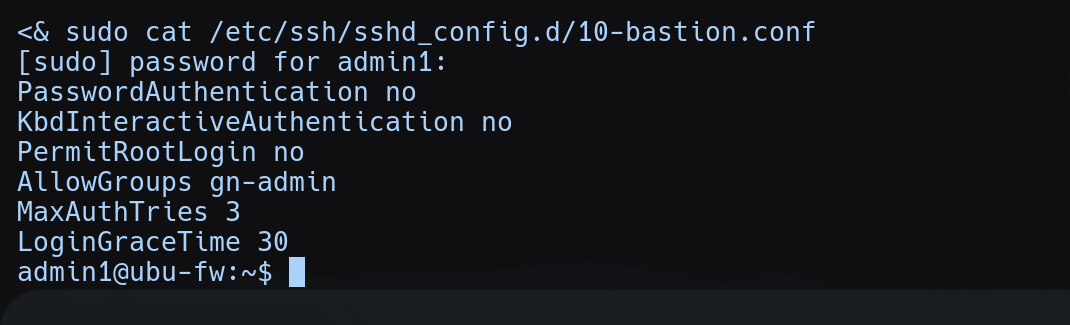 <& sudo cat /etc/ssh/sshd_config.d/10-bastion.conf
[sudo] password for admin1:
PasswordAuthentication no
KbdInteractiveAuthentication no
PermitRootLogin no
AllowGroups gn-admin
MaxAuthTries 3
LoginGraceTime 30
admin1@ubu-fw:~$